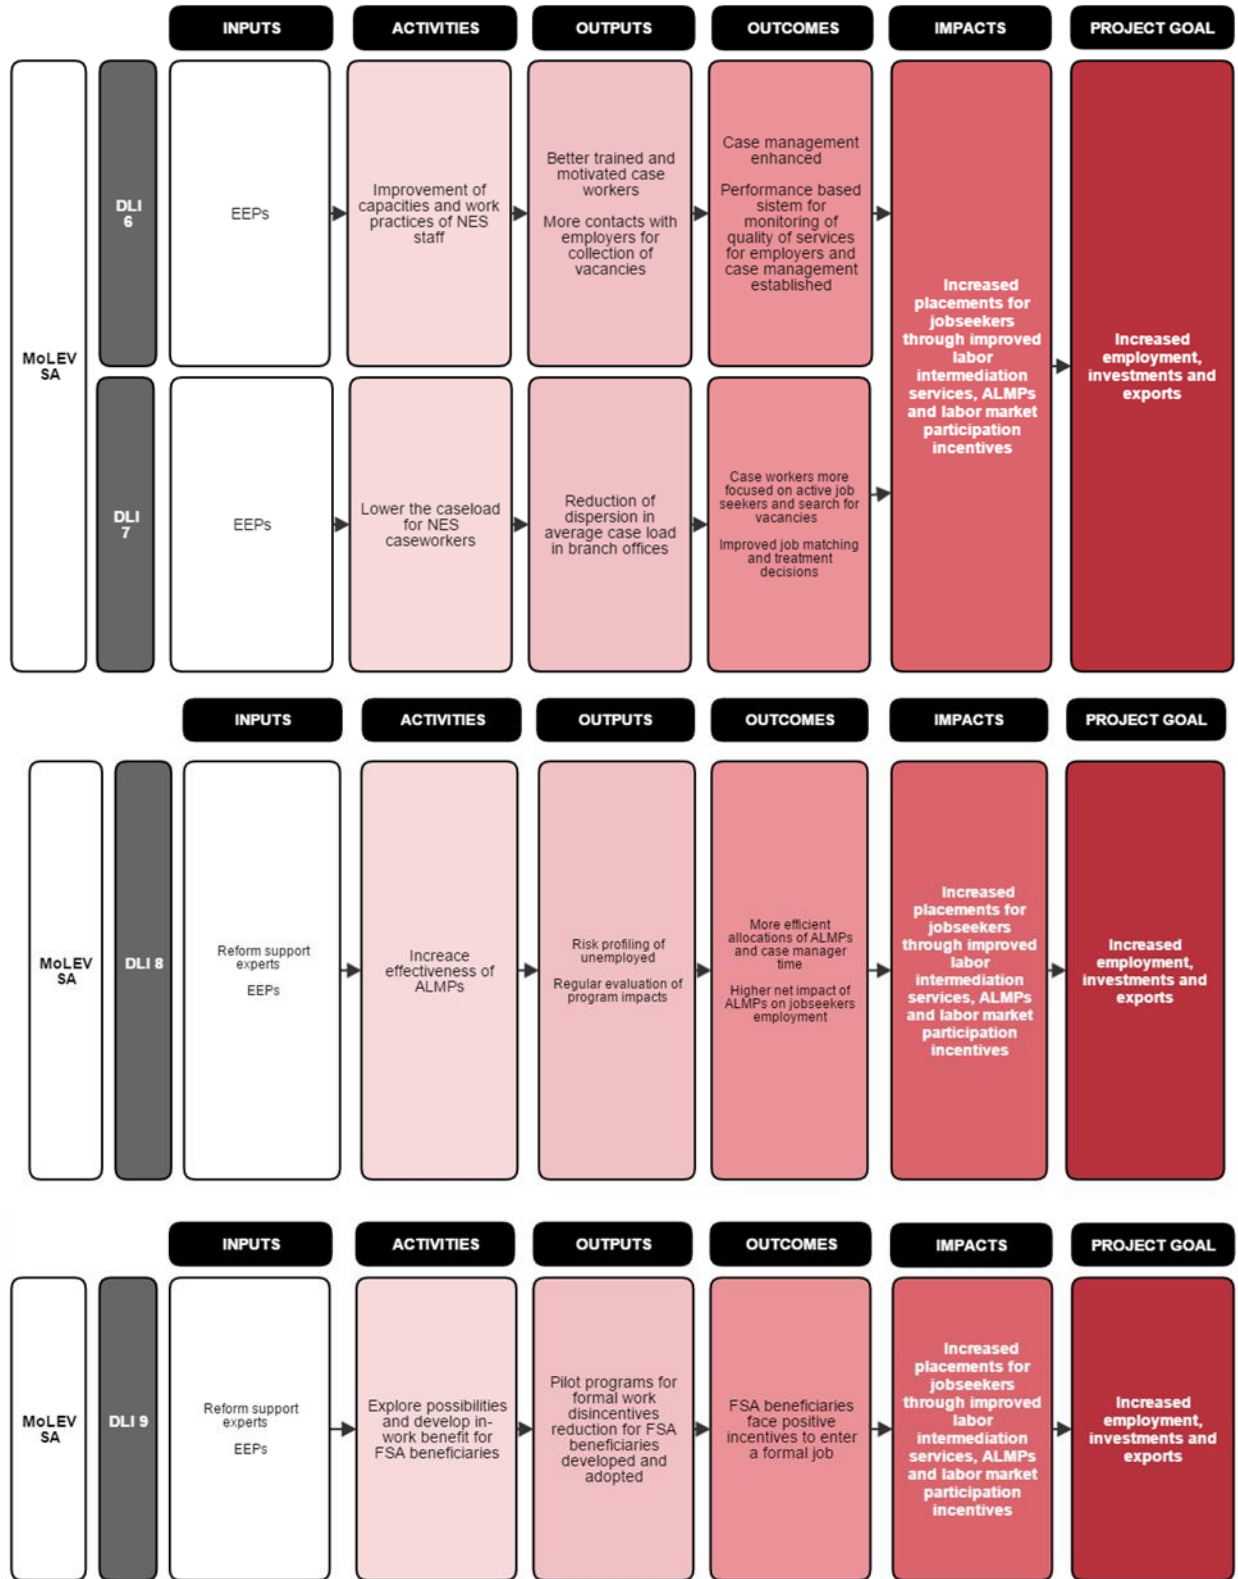 INPUTS
ACTIVITIES
OUTPUTS
OUTCOMES
IMPACTS
PROJECT GOAL
MoLEV
SA
DLI
6
EEPs
Improvement of
capacities and work
practices of NES
staff
Better trained and
motivated case
workers
More contacts with
employers for
collection of
vacancies
Case management
enhanced
Performance based
sistem for
monitoring of
quality of services
for employers and
case management
established
DLI
7
EEPs
Lower the caseload
for NES
caseworkers
Reduction of
dispersion in
average case load
in branch offices
Case workers more
focused on active job
seekers and search for
vacancies
Improved job matching
and treatment
decisions
Increased
placements for
jobseekers
through improved
labor
intermediation
services, ALMPs
and labor market
participation
incentives
Increased
employment,
investments and
exports
INPUTS
ACTIVITIES
OUTPUTS
OUTCOMES
IMPACTS
PROJECT GOAL
MoLEV
SA
DLI 8
Reform support
experts
EEPs
Increace
effectiveness of
ALMPs
Risk profiling of
unemployed
Regular evaluation of
program impacts
More efficient
allocations of ALMPs
and case manager
time
Higher net impact of
ALMPs on jobseekers
employment
Increased
placements for
jobseekers
through improved
labor
intermediation
services, ALMPs
and labor market
participation
incentives
Increased
employment,
investments and
exports
INPUTS
ACTIVITIES
OUTPUTS
OUTCOMES
IMPACTS
PROJECT GOAL
MoLEV
SA
DLI 9
Reform support
experts
EEPs
Explore possibilities
and develop in-
work benefit for
FSA beneficiaries
Pilot programs for
formal work
disincentives
reduction for FSA
beneficiaries
developed and
adopted
FSA beneficiaries
face positive
incentives to enter
a formal job
Increased
placements for
jobseekers
through improved
labor
intermediation
services, ALMPs
and labor market
participation
incentives
Increased
employment,
investments and
exports